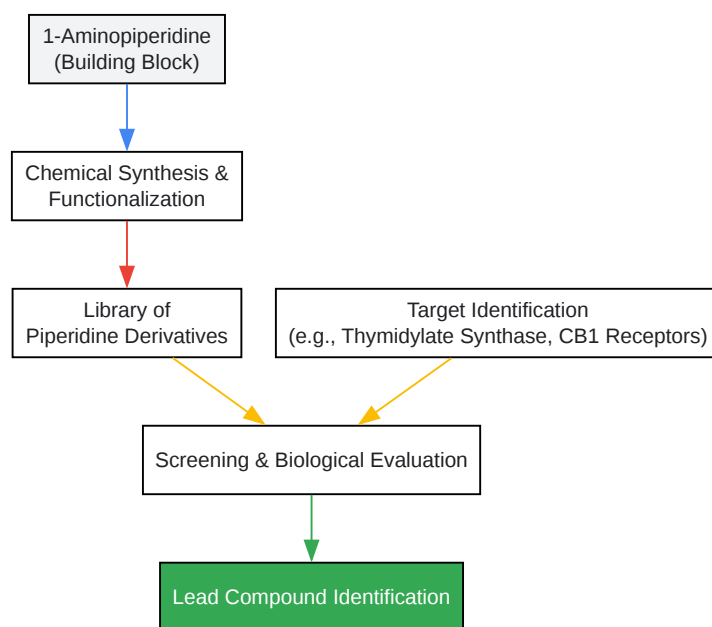 1-Aminopiperidine
(Building Block)
Chemical Synthesis &
Functionalization
Library of
Piperidine Derivatives
Target Identification
(e.g., Thymidylate Synthase, CB1 Receptors)
Screening & Biological Evaluation
Lead Compound Identification